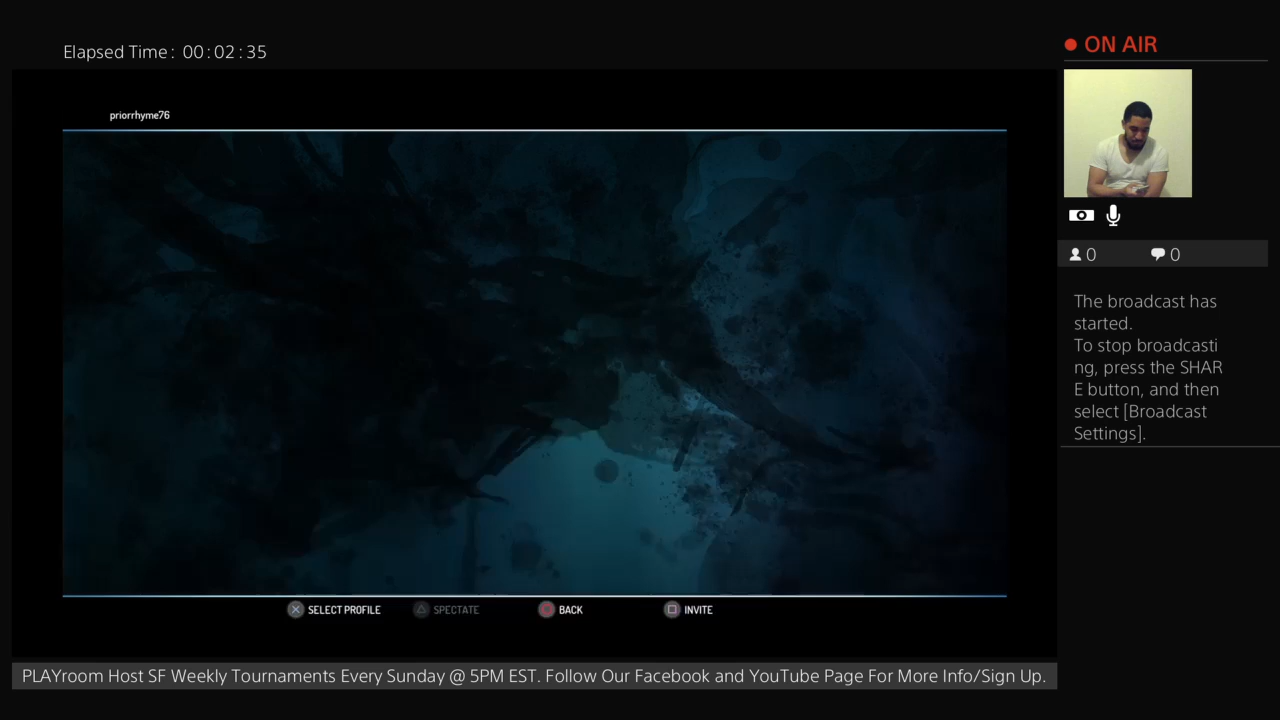 Elapsed Time: 00:02:35
ON AIR
priorrhyme76
0 0
The broadcast has
started.
To stop broadcasti
ng, press the SHAR
E button, and then
select [Broadcast
Settings].
SELECT PROFILE SPECTATE BACK INVITE
PLAYroom Host SF Weekly Tournaments Every Sunday @ 5PM EST. Follow Our Facebook and YouTube Page For More Info/Sign Up.